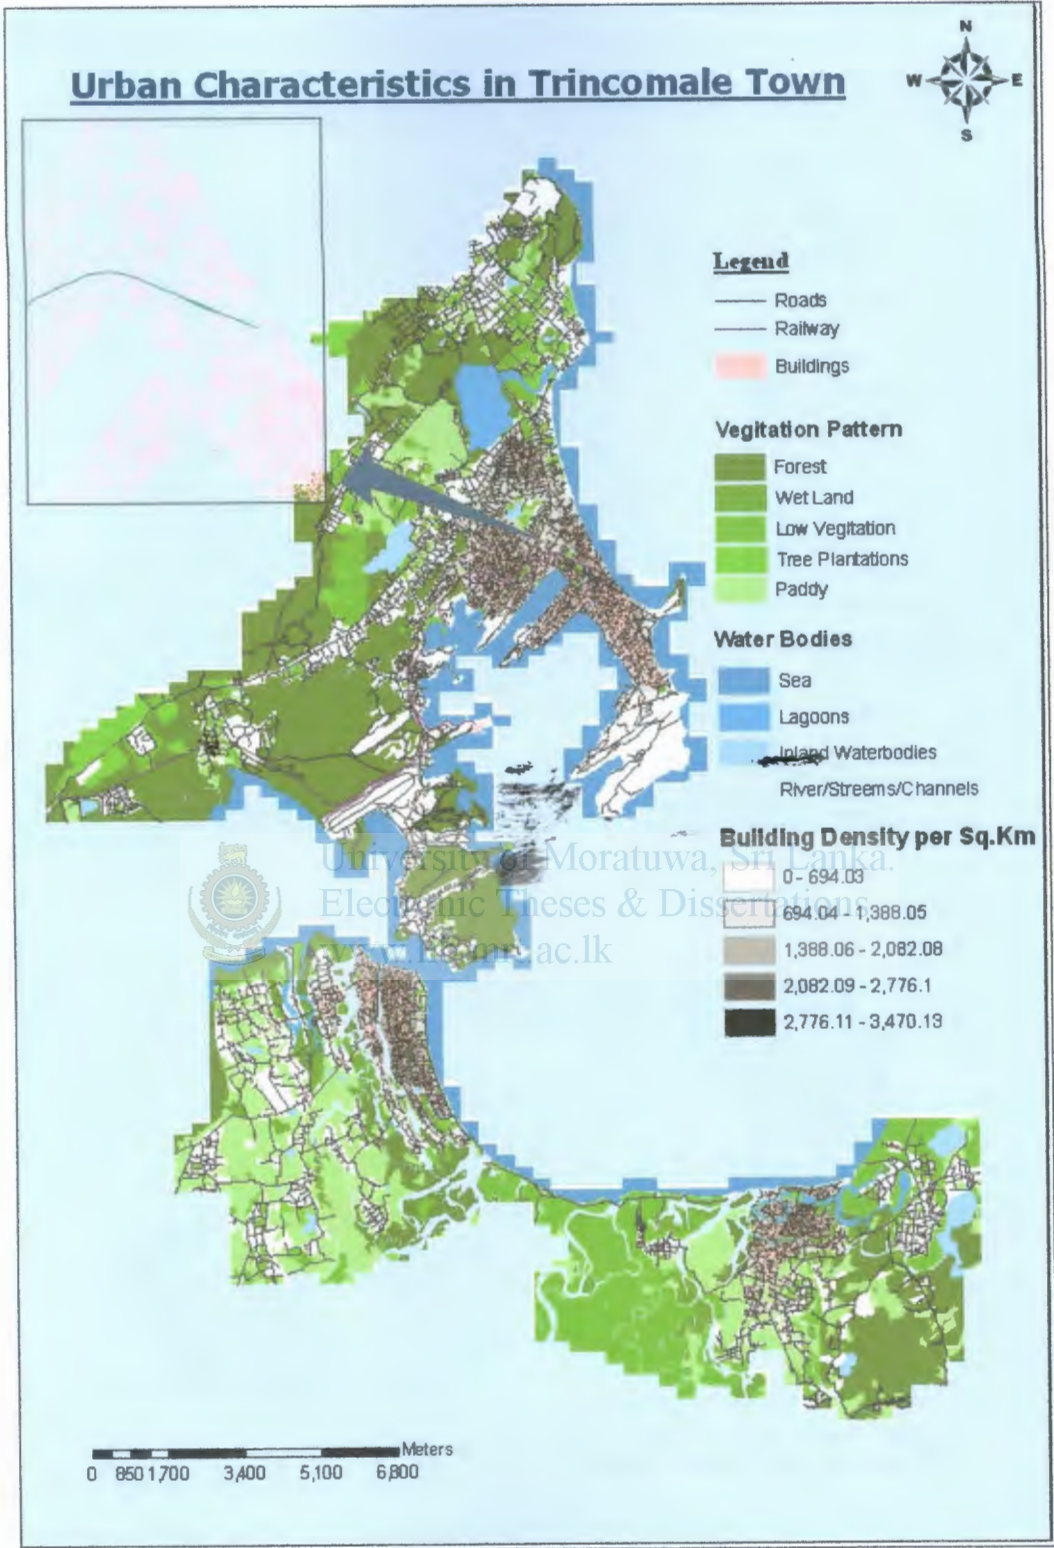 N
W E
S
Urban Characteristics in Trincomale Town
Legend
Roads
Railway
Buildings
Vegitation Pattern
Forest
Wet Land
Low Vegitation
Tree Plantations
Paddy
Water Bodies
Sea
Lagoons
Inland Waterbodies
River/Streems/Channels
Building Density per Sq.Km
0 - 694.03
694.04 - 1,388.05
1,388.06 - 2,082.08
2,082.09 - 2,776.1
2,776.11 - 3,470.13
University of Moratuwa, Sri Lanka.
Electronic Theses & Dissertations
www.lib.mrt.ac.lk
Meters
0 850 1,700 3,400 5,100 6,800